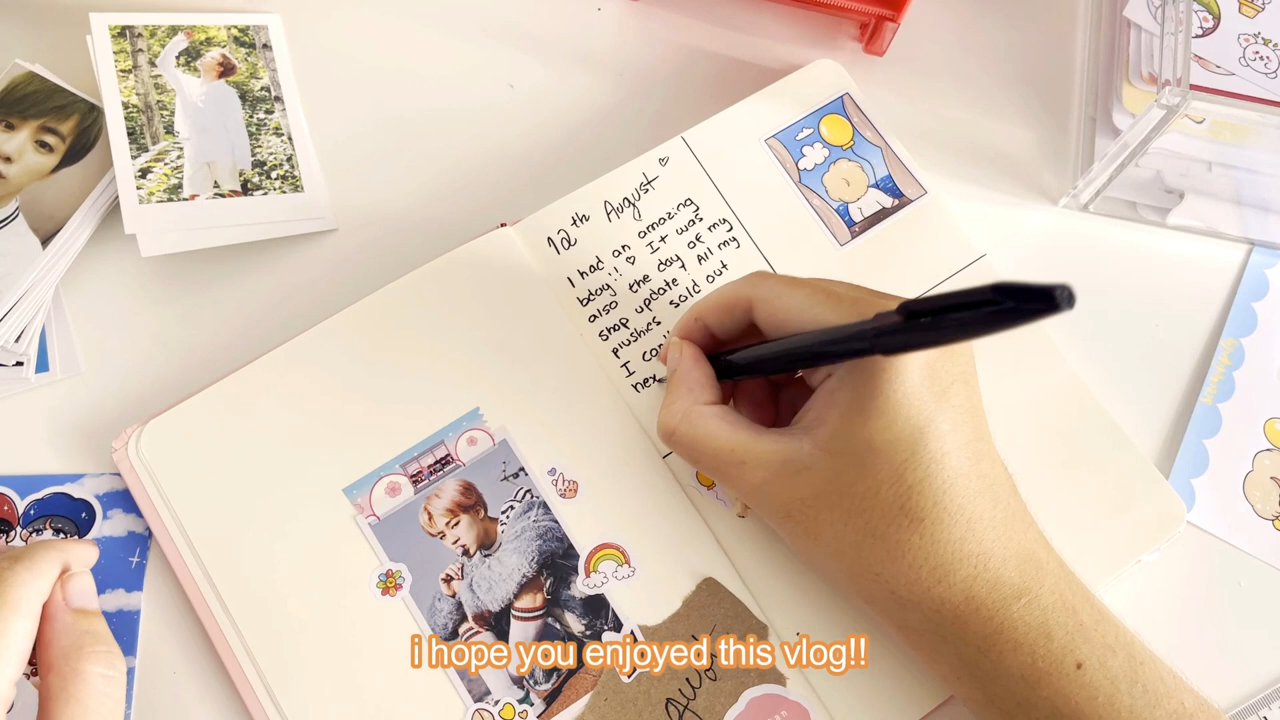 12th August
I had an amazing
bday!! It was
also the day of my
shop update! All my
plushies sold out
I
hex
i hope you enjoyed this vlog!!